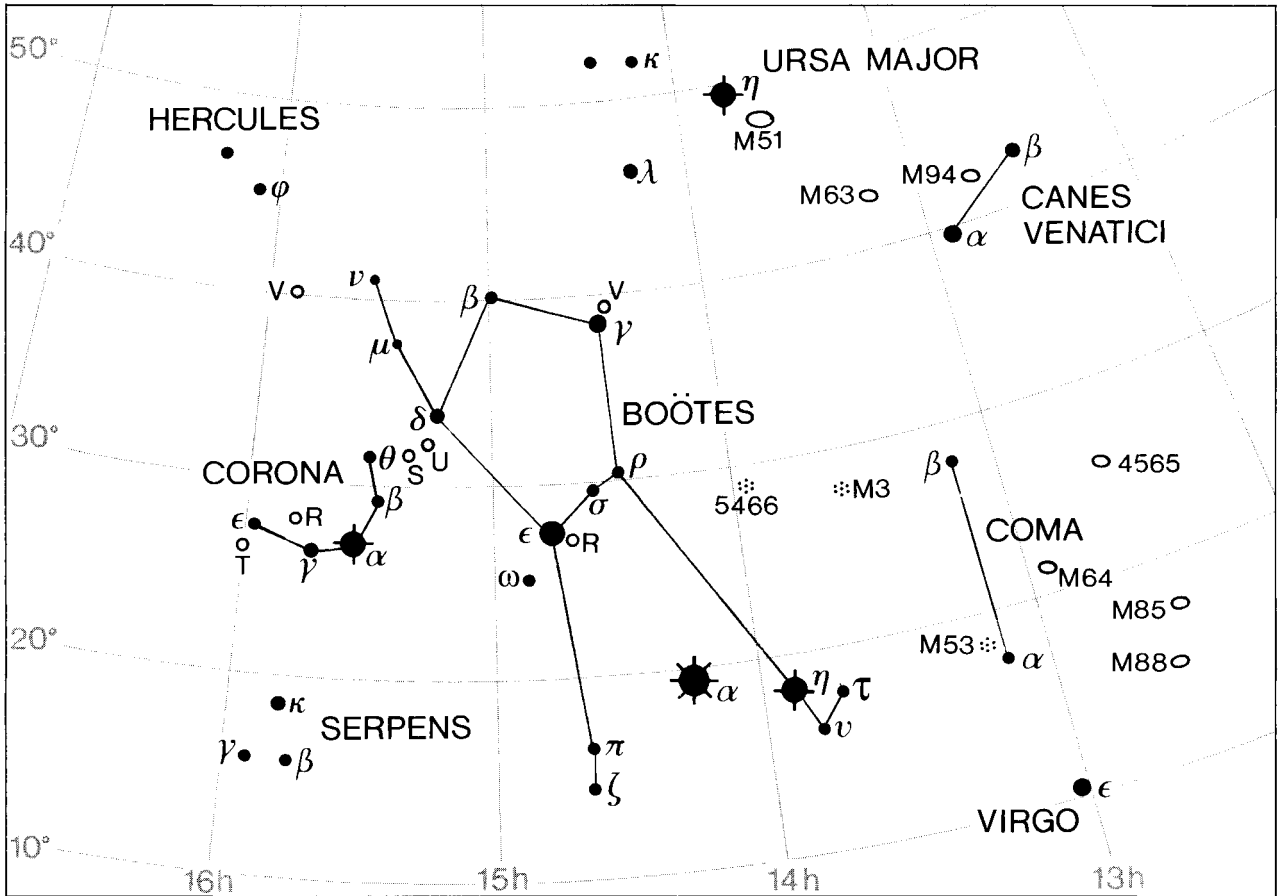 50°
κ
URSA MAJOR
η
M51
HERCULES
φ
λ
β
M94
M63
CANES
VENATICI
α
40°
V
ν
β
V
γ
μ
δ
BOÖTES
30°
CORONA
θ
S
U
ρ
β
4565
5466
M3
β
σ
ϵ
R
T
γ
α
ϵ
R
COMA
ω
M64
M85
20°
M53
α
M88
α
η
τ
υ
κ
SERPENS
γ
β
π
ζ
ϵ
VIRGO
10°
16h
15h
14h
13h